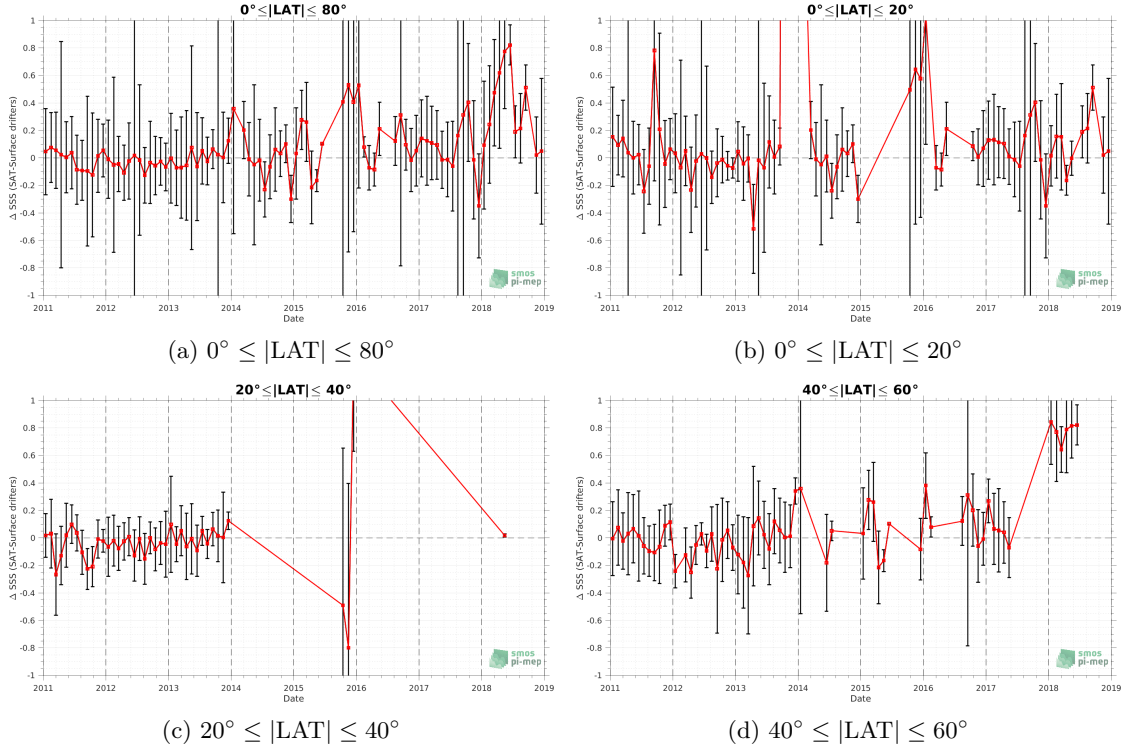 0°≤|LAT|≤ 80°
Δ SSS (SAT-Surface drifters)
1
0.8
0.6
0.4
0.2
0
-0.2
-0.4
-0.6
-0.8
-1
2011 2012 2013 2014 2015 2016 2017 2018 2019
Date
smos
pi-mep
(a) 0° ≤ |LAT| ≤ 80°
0°≤|LAT|≤ 20°
Δ SSS (SAT-Surface drifters)
1
0.8
0.6
0.4
0.2
0
-0.2
-0.4
-0.6
-0.8
-1
2011 2012 2013 2014 2015 2016 2017 2018 2019
Date
smos
pi-mep
(b) 0° ≤ |LAT| ≤ 20°
20°≤|LAT|≤ 40°
Δ SSS (SAT-Surface drifters)
1
0.8
0.6
0.4
0.2
0
-0.2
-0.4
-0.6
-0.8
-1
2011 2012 2013 2014 2015 2016 2017 2018 2019
Date
smos
pi-mep
(c) 20° ≤ |LAT| ≤ 40°
40°≤|LAT|≤ 60°
Δ SSS (SAT-Surface drifters)
1
0.8
0.6
0.4
0.2
0
-0.2
-0.4
-0.6
-0.8
-1
2011 2012 2013 2014 2015 2016 2017 2018 2019
Date
smos
pi-mep
(d) 40° ≤ |LAT| ≤ 60°